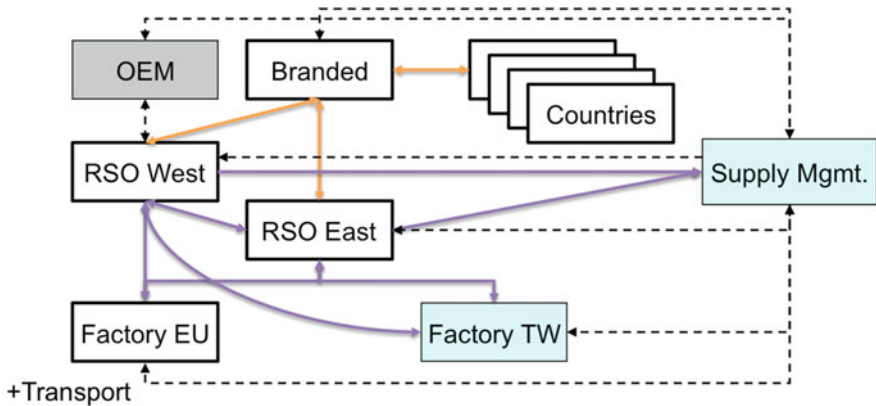 OEM
Branded
Countries
RSO West
Supply Mgmt.
RSO East
Factory EU
Factory TW
+Transport